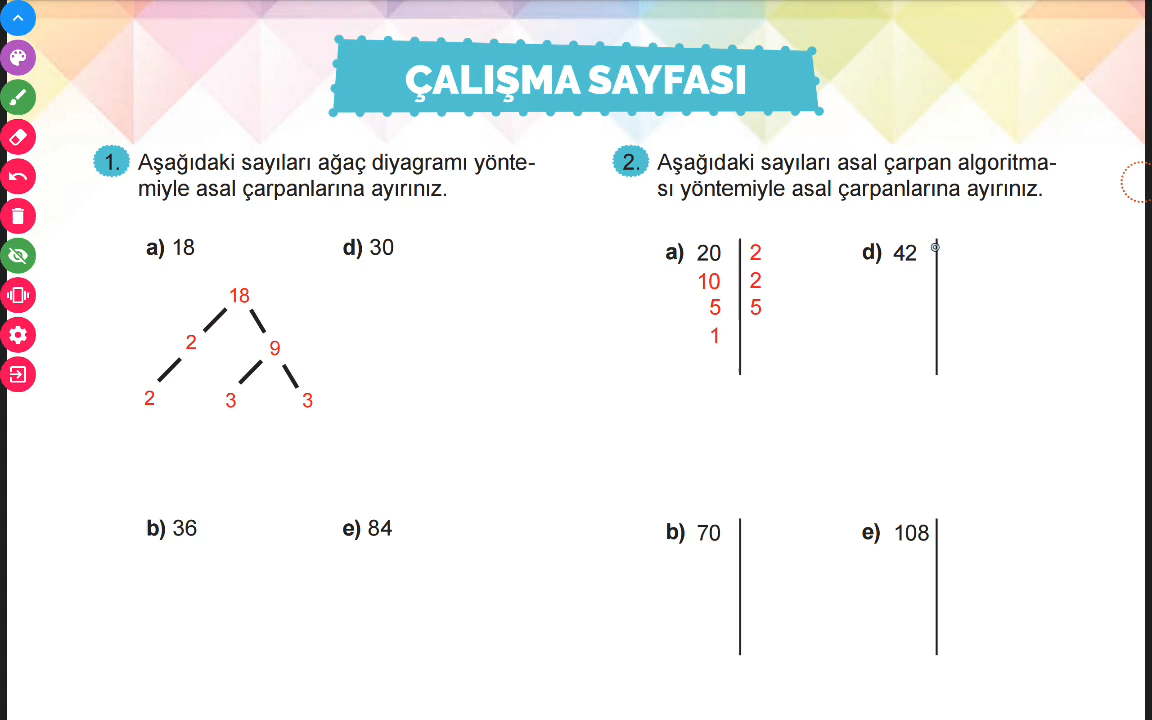 ÇALIŞMA SAYFASI
1. Aşağıdaki sayıları ağaç diyagramı yönte-
miyle asal çarpanlarına ayırınız.
a) 18
d) 30
18
2
9
2
3
3
b) 36
e) 84
2. Aşağıdaki sayıları asal çarpan algoritma-
sı yöntemiyle asal çarpanlarına ayırınız.
a) 20 2
10 2
5 5
1
d) 42
b) 70
e) 108